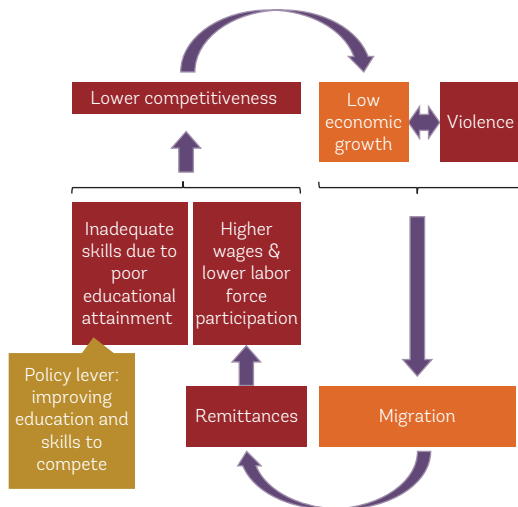 Lower competitiveness
Low
economic
growth
Violence
Inadequate
skills due to
poor
educational
attainment
Higher
wages &
lower labor
force
participation
Policy lever:
improving
education and
skills to
compete
Remittances
Migration